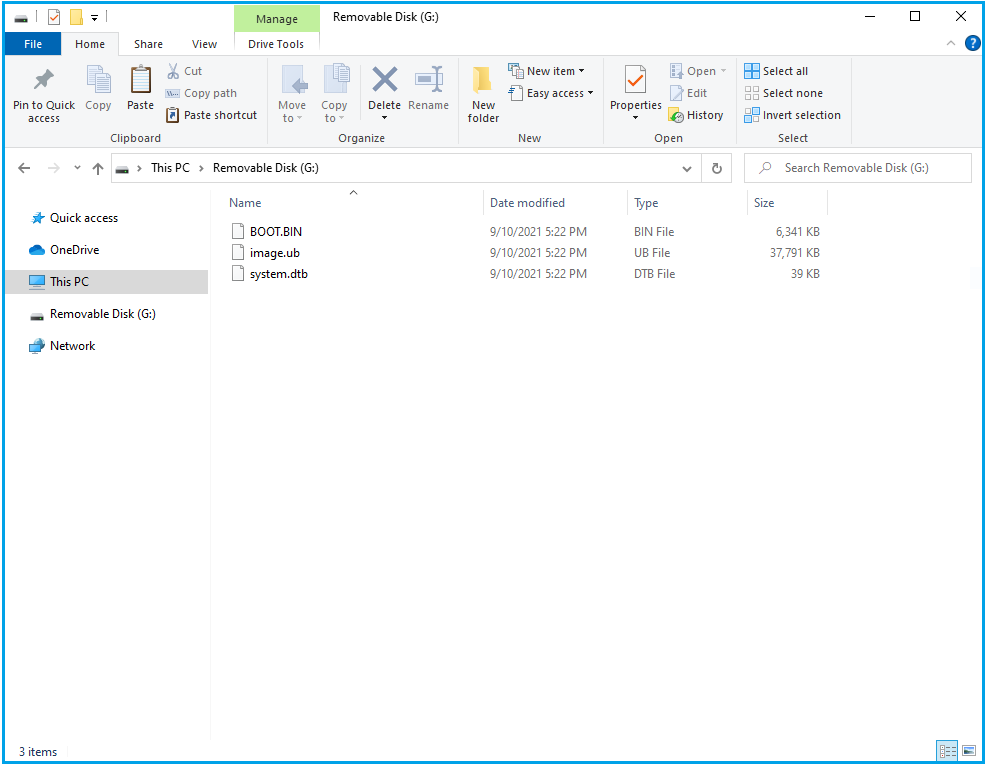 Manage
Removable Disk (G:)
File
Home
Share
View
Drive Tools
?
Pin to Quick
access
Copy
Paste
Cut
Copy path
Paste shortcut
Clipboard
Move
to
Copy
to
Delete
Rename
Organize
New
folder
New item
Easy access
New
Properties
Open
Edit
History
Open
Select all
Select none
Invert selection
Select
This PC
Removable Disk (G:)
Search Removable Disk (G:)
Quick access
OneDrive
This PC
Removable Disk (G:)
Network
Name Date modified Type Size
BOOT.BIN 9/10/2021 5:22 PM BIN File 6,341 KB
image.ub 9/10/2021 5:22 PM UB File 37,791 KB
system.dtb 9/10/2021 5:22 PM DTB File 39 KB
3 items